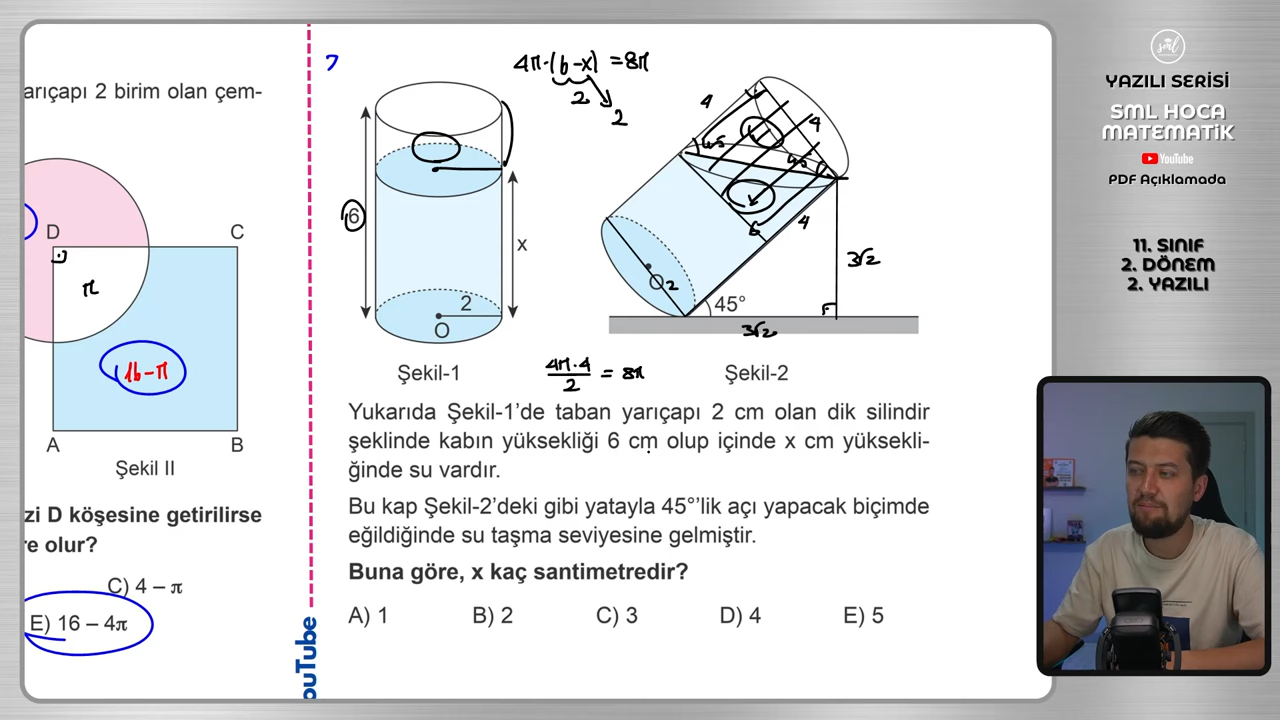 arıçapı 2 birim olan çem-
D
C
π
16-π
A
B
Şekil II
zi D köşesine getirilirse
re olur?
C) 4 – π
E) 16 – 4π
ouTube
7
4π·(6-x) = 8π
2
2
6
x
2
O
Şekil-1
4
45
4
45
6
4
3√2
O
2
45°
3√2
4π·4
2
= 8π
Şekil-2
Yukarıda Şekil-1’de taban yarıçapı 2 cm olan dik silindir
şeklinde kabın yüksekliği 6 cm olup içinde x cm yüksekli-
ğinde su vardır.
Bu kap Şekil-2’deki gibi yatayla 45°’lik açı yapacak biçimde
eğildiğinde su taşma seviyesine gelmiştir.
Buna göre, x kaç santimetredir?
A) 1 B) 2 C) 3 D) 4 E) 5
sml
YAZILI SERİSİ
SML HOCA
MATEMATİK
YouTube
PDF Açıklamada
11. SINIF
2. DÖNEM
2. YAZILI